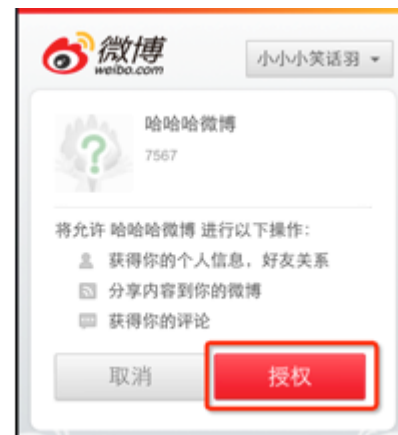 微博
weibo.com
小小小笑话羽
哈哈哈微博
7567
将允许 哈哈哈微博 进行以下操作：
获得你的个人信息，好友关系
分享内容到你的微博
获得你的评论
取消
授权